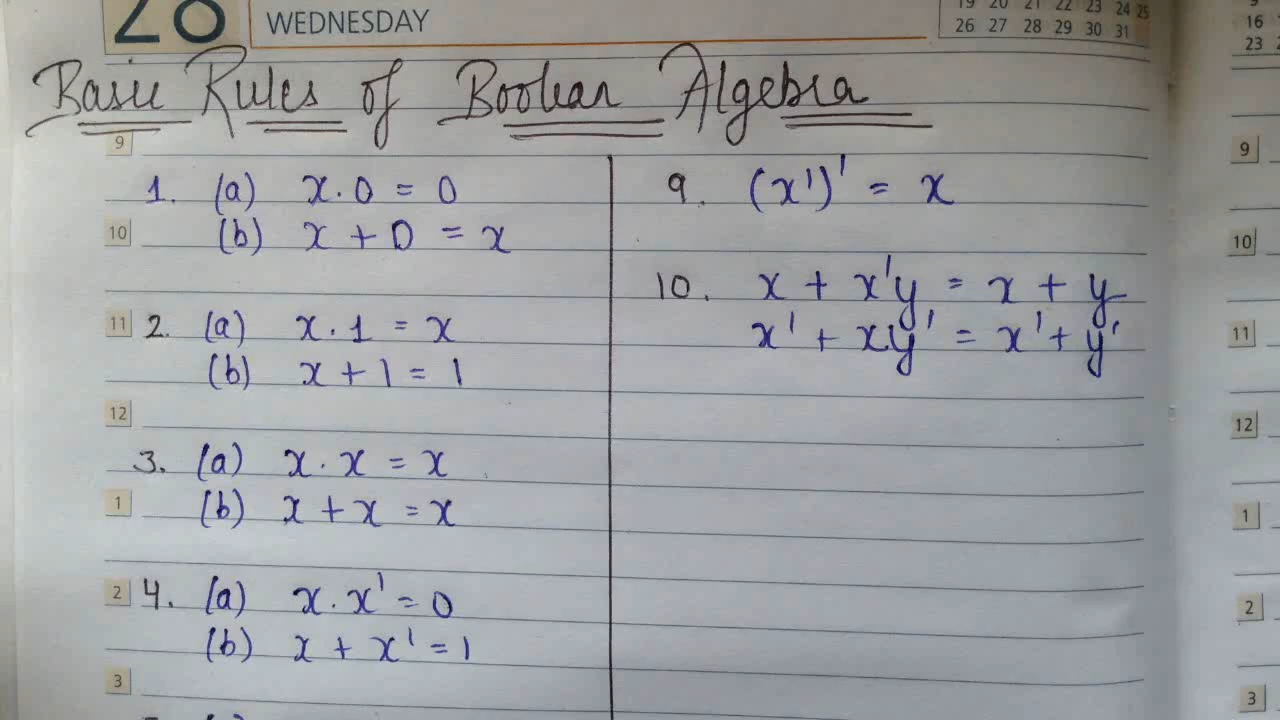 28 WEDNESDAY
19 20 21 22 23 24 25
26 27 28 29 30 31
Basic Rules of Boolean Algebra
9
1. (a) x . 0 = 0
10 (b) x + 0 = x
11 2. (a) x . 1 = x
(b) x + 1 = 1
12
3. (a) x . x = x
1 (b) x + x = x
2 4. (a) x . x' = 0
(b) x + x' = 1
3
9. (x')' = x
10. x + x'y = x + y
x' + xy' = x' + y'
16
23
9
10
11
12
1
2
3